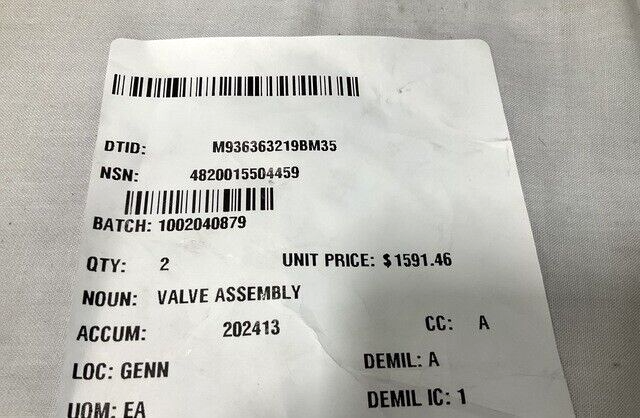 DTID: M936363219BM35
NSN: 4820015504459
BATCH: 1002040879
QTY: 2 UNIT PRICE: $1591.46
NOUN: VALVE ASSEMBLY
ACCUM: 202413 CC: A
LOC: GENN DEMIL: A
UOM: EA DEMIL IC: 1